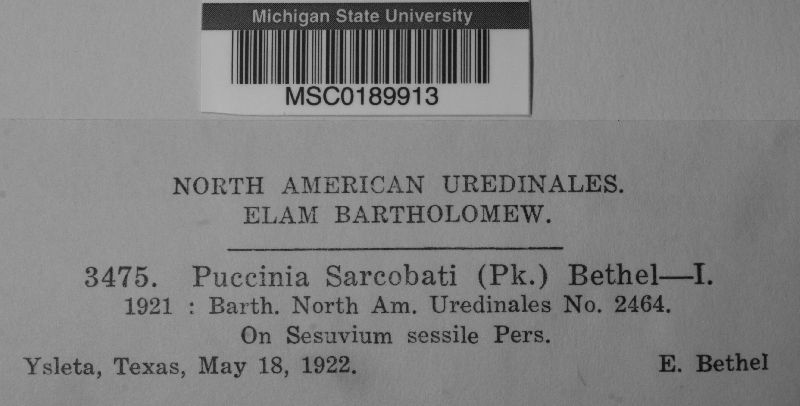 Michigan State University
MSC0189913
NORTH AMERICAN UREDINALES.
ELAM BARTHOLOMEW.
3475. Puccinia Sarcobati (Pk.) Bethel—I.
1921 : Barth. North Am. Uredinales No. 2464.
On Sesuvium sessile Pers.
Ysleta, Texas, May 18, 1922. E. Bethel